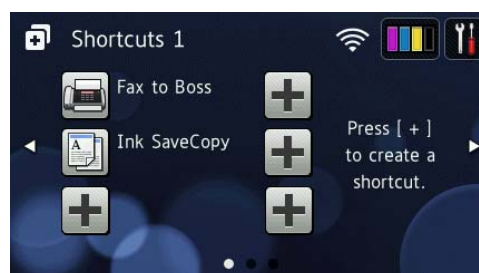 Shortcuts 1
Fax to Boss
Ink SaveCopy
Press [ + ]
to create a
shortcut.